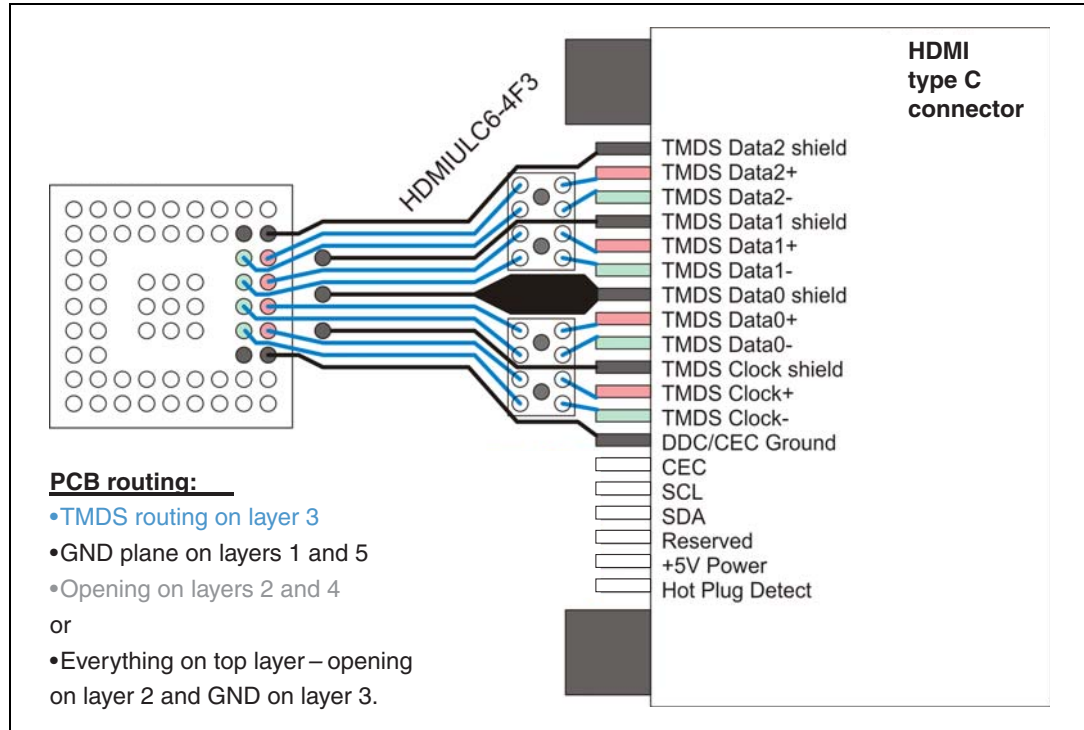 HDMI
type C
connector
HDMIULC6-4F3
TMDS Data2 shield
TMDS Data2+
TMDS Data2-
TMDS Data1 shield
TMDS Data1+
TMDS Data1-
TMDS Data0 shield
TMDS Data0+
TMDS Data0-
TMDS Clock shield
TMDS Clock+
TMDS Clock-
DDC/CEC Ground
CEC
SCL
SDA
Reserved
+5V Power
Hot Plug Detect
PCB routing:
•TMDS routing on layer 3
•GND plane on layers 1 and 5
•Opening on layers 2 and 4
or
•Everything on top layer – opening
on layer 2 and GND on layer 3.